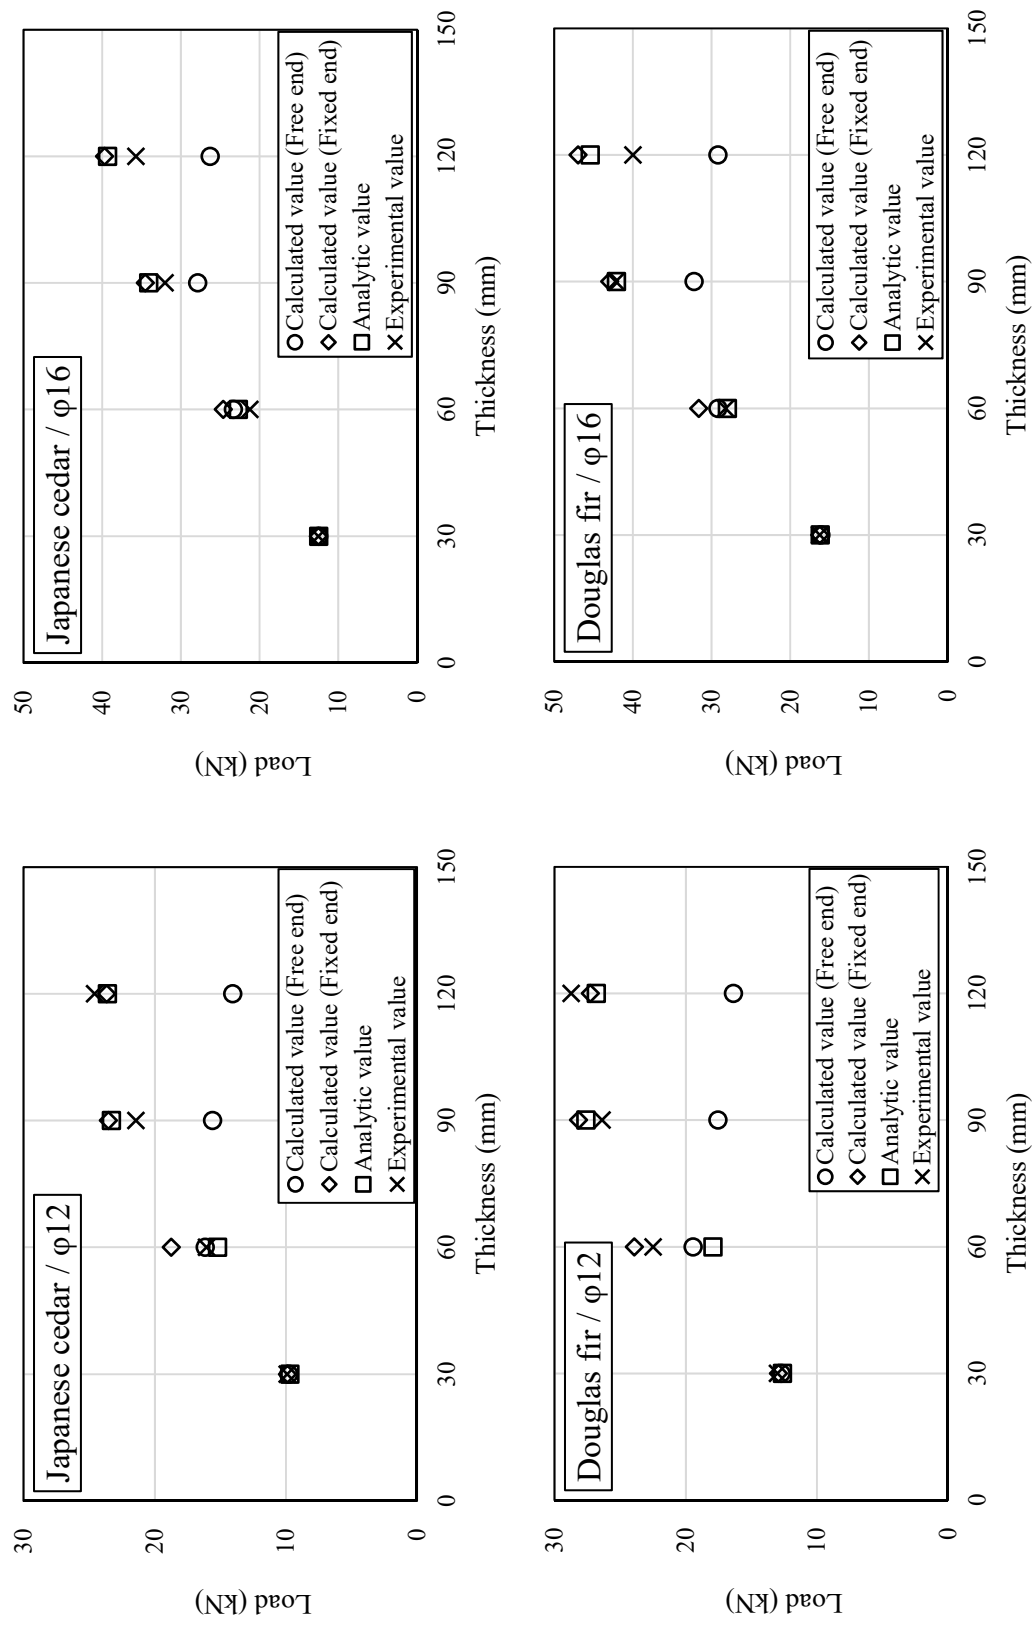 Japanese cedar / φ12
30
20
10
0
Load (kN)
○Calculated value (Free end)
◇Calculated value (Fixed end)
□Analytic value
×Experimental value
0 30 60 90 120 150
Thickness (mm)
Japanese cedar / φ16
50
40
30
20
10
0
Load (kN)
○Calculated value (Free end)
◇Calculated value (Fixed end)
□Analytic value
×Experimental value
0 30 60 90 120 150
Thickness (mm)
Douglas fir / φ12
30
20
10
0
Load (kN)
○Calculated value (Free end)
◇Calculated value (Fixed end)
□Analytic value
×Experimental value
0 30 60 90 120 150
Thickness (mm)
Douglas fir / φ16
50
40
30
20
10
0
Load (kN)
○Calculated value (Free end)
◇Calculated value (Fixed end)
□Analytic value
×Experimental value
0 30 60 90 120 150
Thickness (mm)